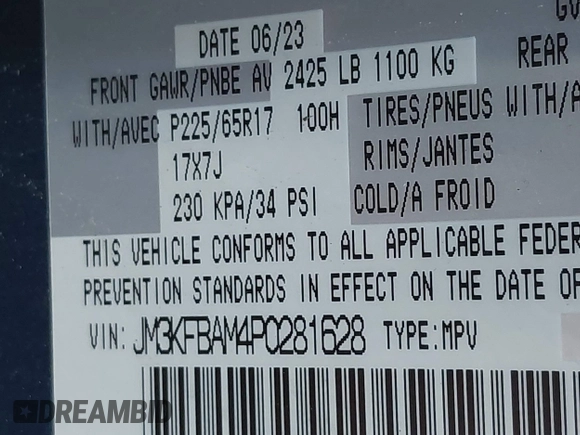 GV
DATE 06/23
FRONT GAWR/PNBE AV 2425 LB 1100 KG REAR
WITH/AVEC P225/65R17 100H TIRES/PNEUS WITH/A
17X7J RIMS/JANTES
230 KPA/34 PSI COLD/A FROID
THIS VEHICLE CONFORMS TO ALL APPLICABLE FEDER
PREVENTION STANDARDS IN EFFECT ON THE DATE OF
VIN: JM3KFBAM4P0281628 TYPE:MPV
DREAMBID